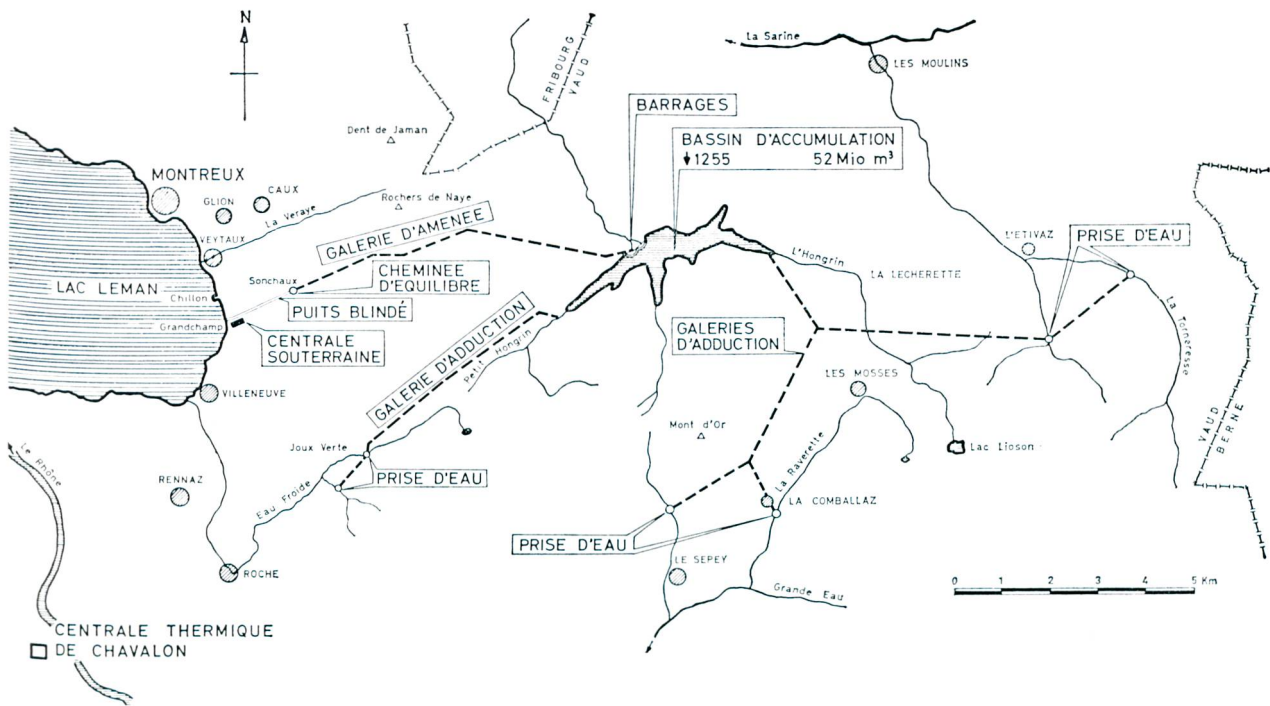 N
La Sarine
LES MOULINS
FRIBOURG
VAUD
BARRAGES
Dent de Jaman
BASSIN D'ACCUMULATION
↓1255 52 Mio m³
MONTREUX
CAUX
GLION
Rochers de Naye
La Veraye
VEYTAUX
GALERIE D'AMENEE
L'ETIVAZ
PRISE D'EAU
L'Hongrin
LA LECHERETTE
Sonchaux
CHEMINEE
D'EQUILIBRE
LAC LEMAN
Chillon
PUITS BLINDÉ
Grandchamp
CENTRALE
SOUTERRAINE
GALERIE D'ADDUCTION
Petit Hongrin
GALERIES
D'ADDUCTION
La Torneresse
LES MOSSES
VILLENEUVE
VAUD
BERNE
Mont d'Or
Joux Verte
Lac Lioson
Le Rhône
La Raverette
PRISE D'EAU
RENNAZ
Eau Froide
LA COMBALLAZ
PRISE D'EAU
LE SEPEY
ROCHE
Grande Eau
0 1 2 3 4 5 Km
CENTRALE THERMIQUE
DE CHAVALON